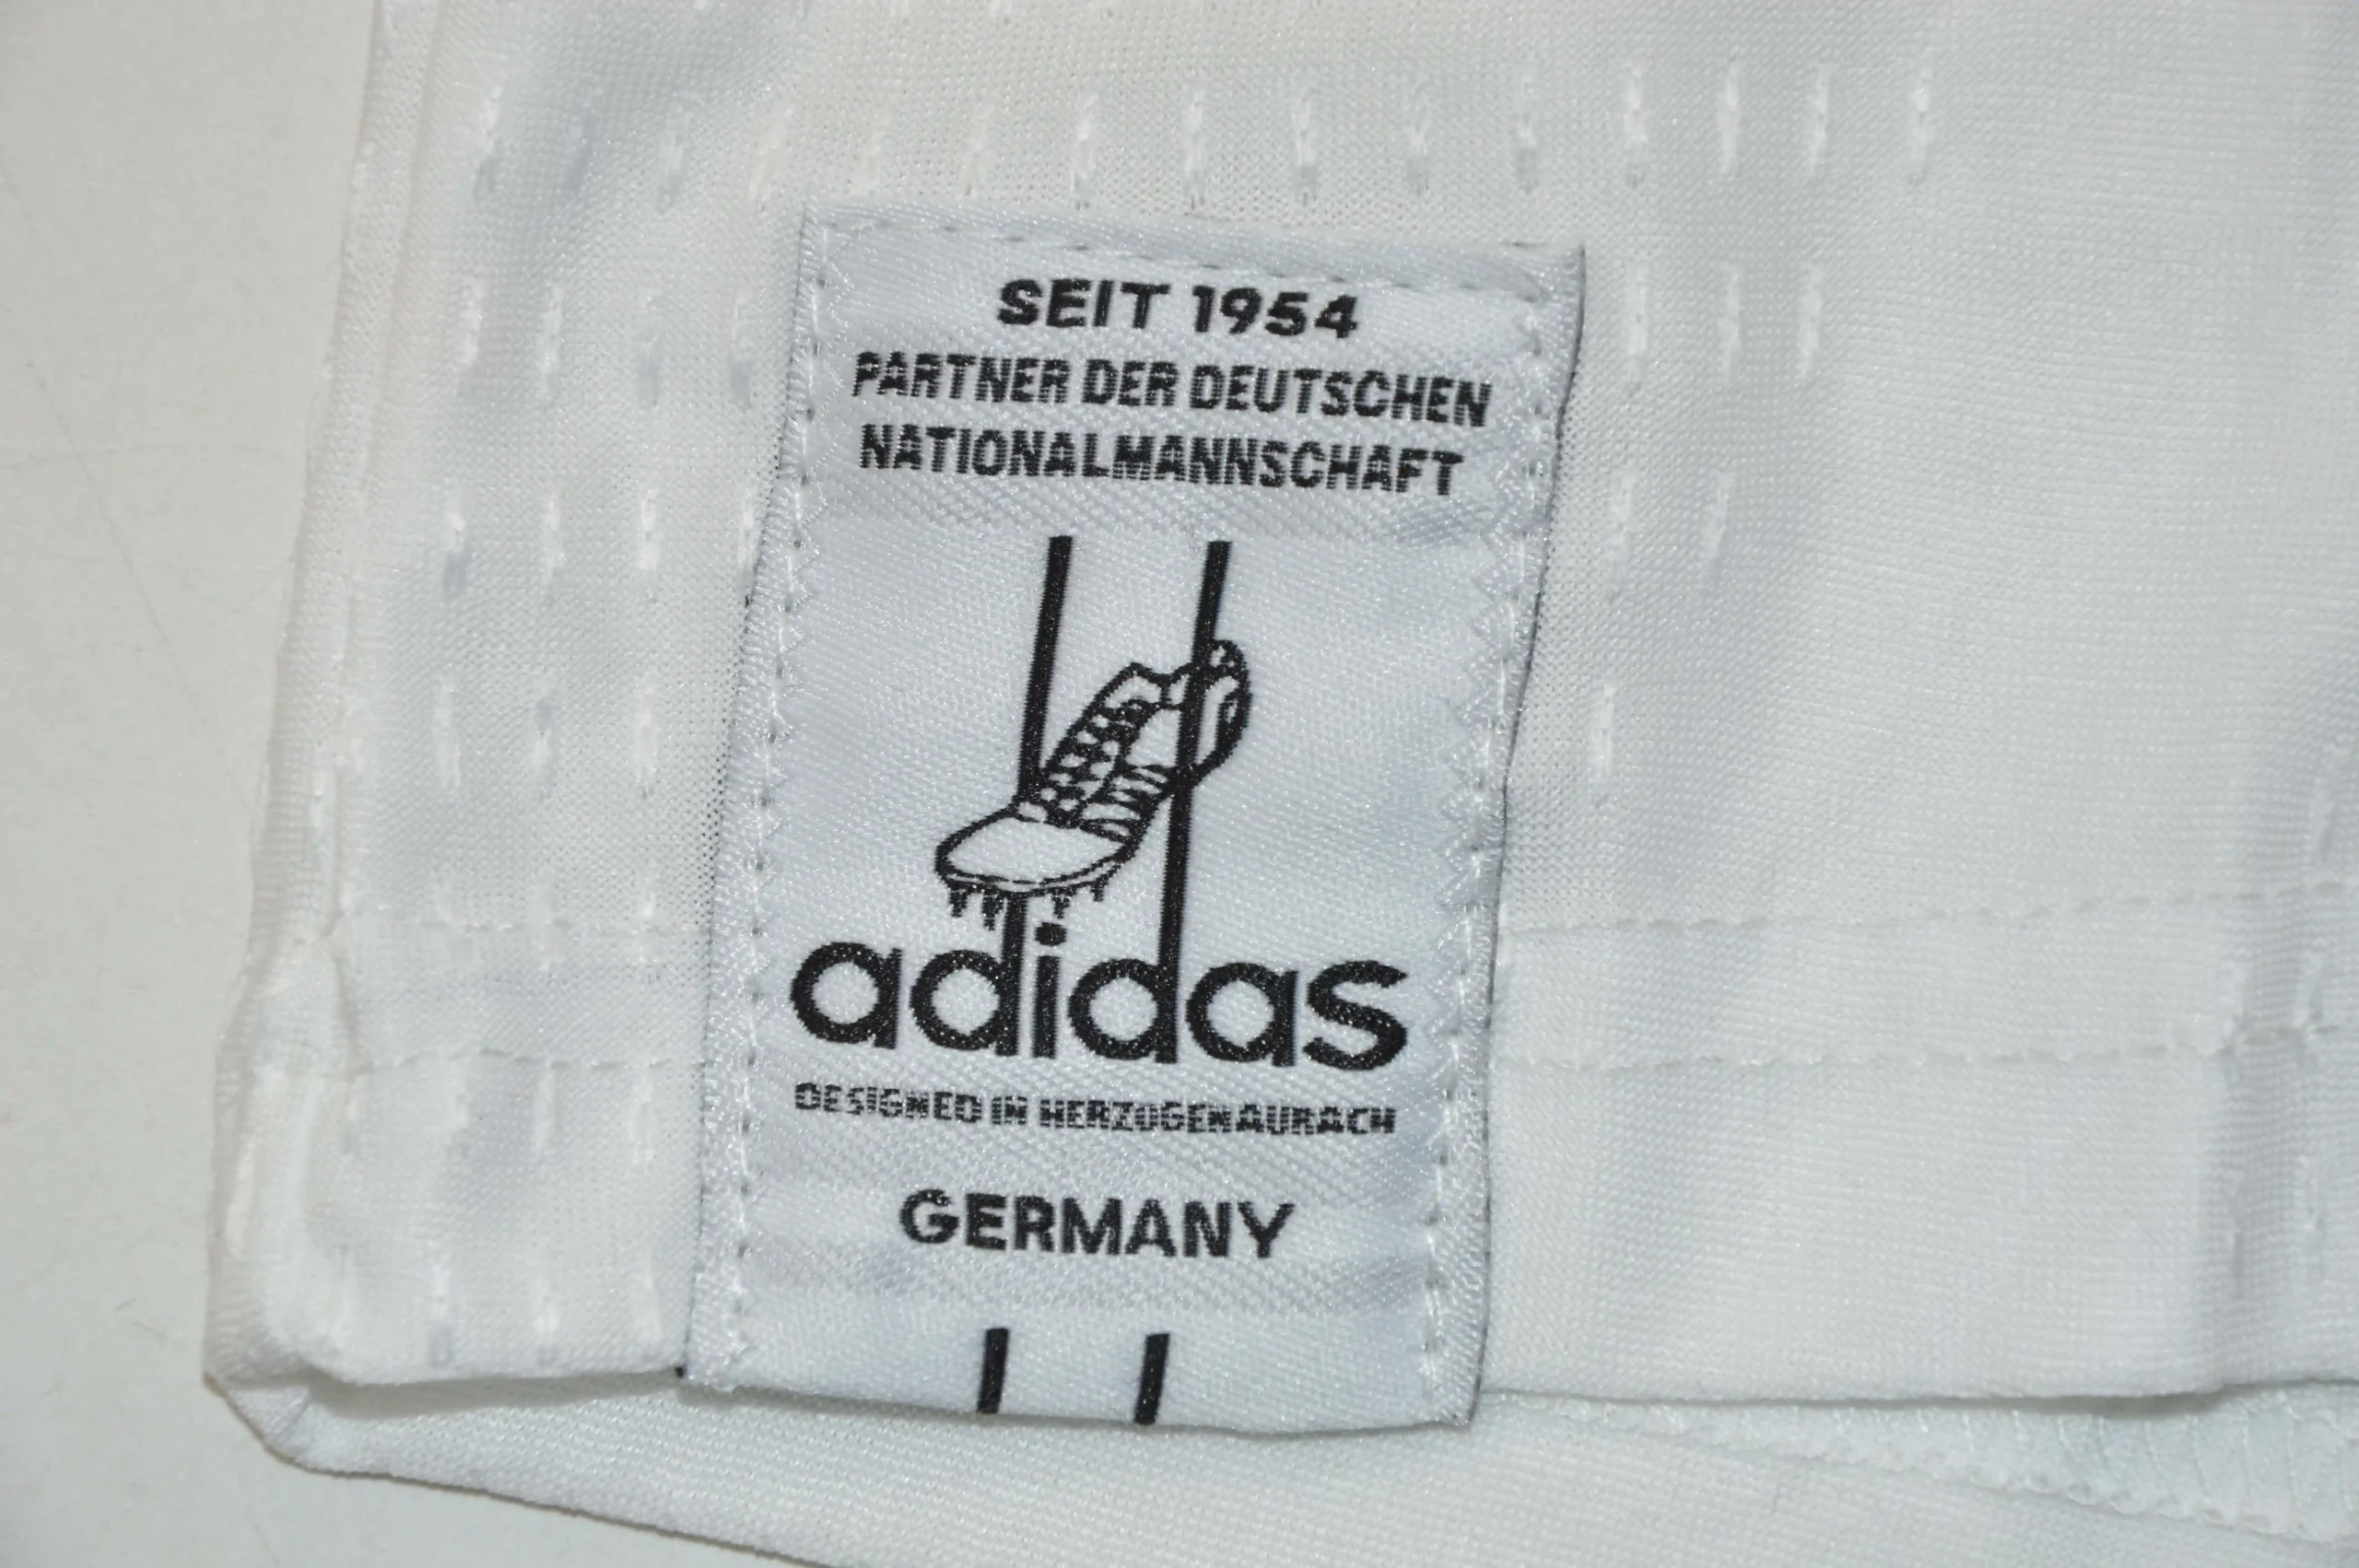 SEIT 1954
PARTNER DER DEUTSCHEN
NATIONALMANNSCHAFT
adidas
DESIGNED IN HERZOGENAURACH
GERMANY